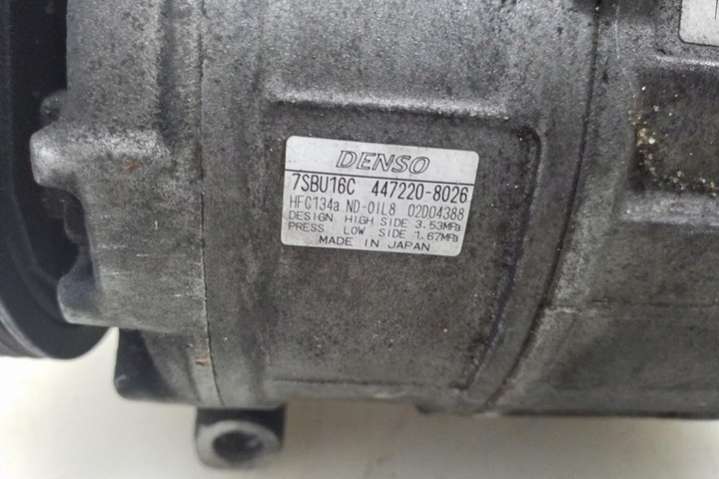 DENSO
7SBU16C 447220-8026
HFC134a ND-OIL8 02D04388
DESIGN HIGH SIDE 3.53MPa
PRESS. LOW SIDE 1.67MPa
MADE IN JAPAN